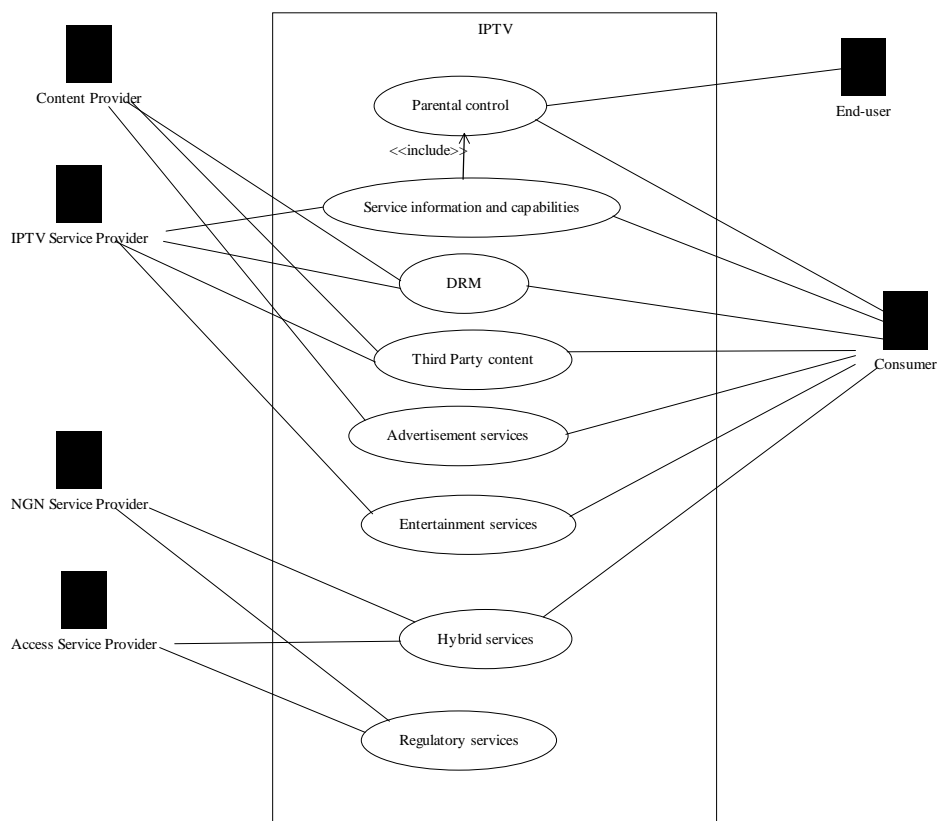 IPTV
Content Provider
Parental control
End-user
<<include>>
Service information and capabilities
IPTV Service Provider
DRM
Third Party content
Consumer
Advertisement services
NGN Service Provider
Entertainment services
Hybrid services
Access Service Provider
Regulatory services